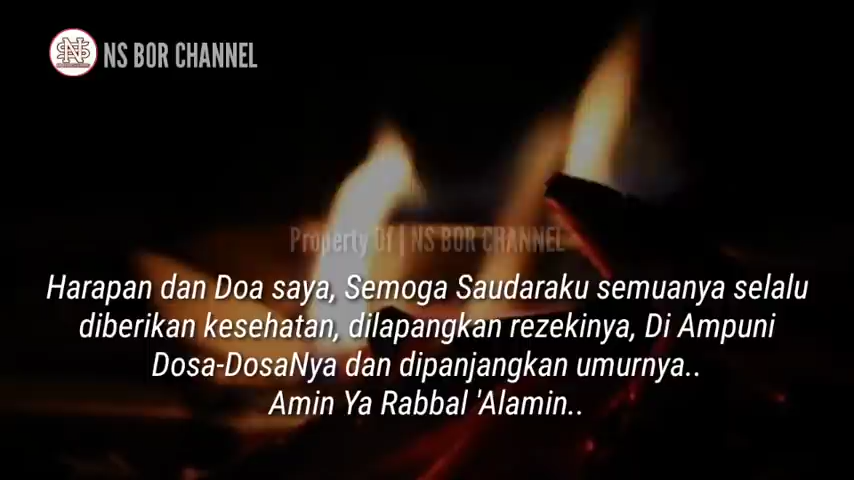 NS BOR CHANNEL
Property Of | NS BOR CHANNEL
Harapan dan Doa saya, Semoga Saudaraku semuanya selalu
diberikan kesehatan, dilapangkan rezekinya, Di Ampuni
Dosa-DosaNya dan dipanjangkan umurnya..
Amin Ya Rabbal 'Alamin..